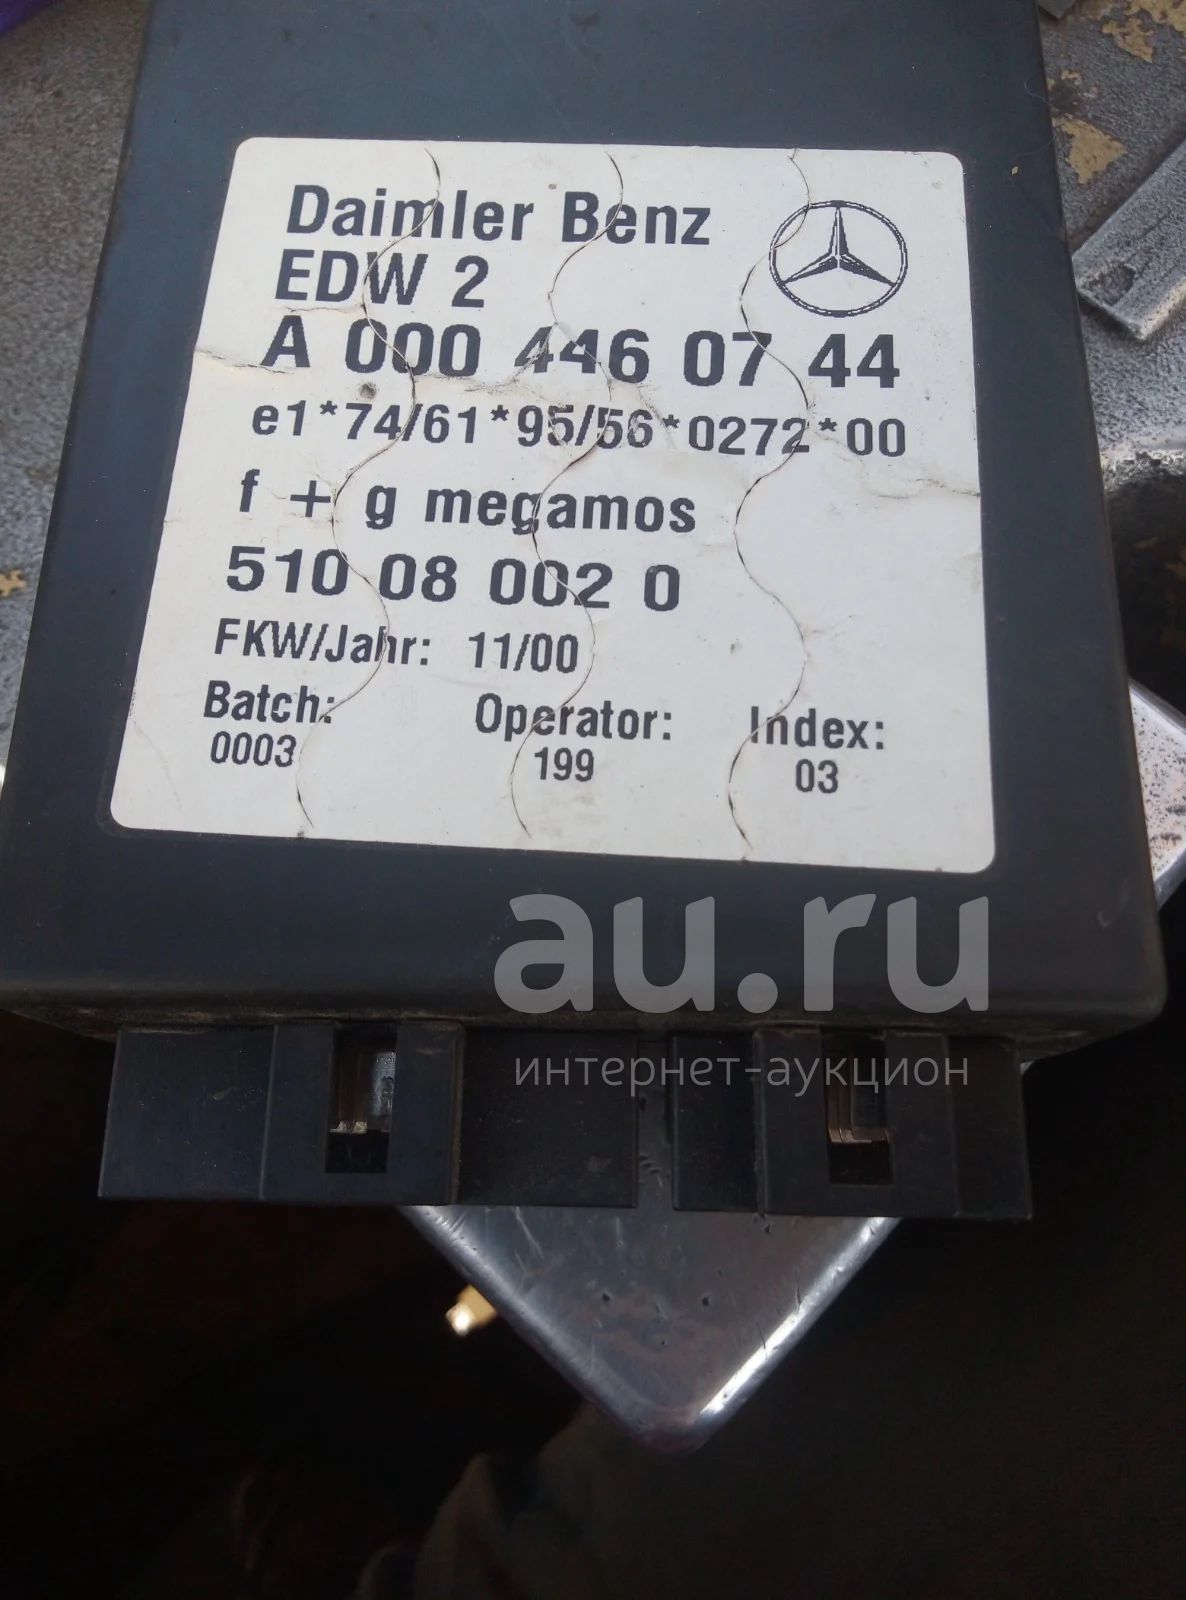 Daimler Benz
EDW 2
A 000 446 07 44
e1*74/61*95/56*0272*00
f + g megamos
510 08 002 0
FKW/Jahr: 11/00
Batch: Operator: Index:
0003 199 03
au.ru
интернет-аукцион